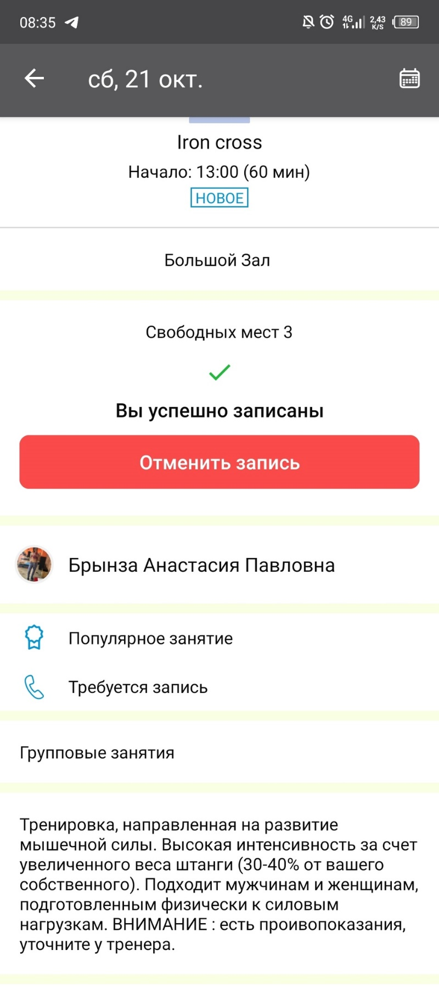 08:35
4G
2,43
K/S
89
сб, 21 окт.
Iron cross
Начало: 13:00 (60 мин)
НОВОЕ
Большой Зал
Свободных мест 3
Вы успешно записаны
Отменить запись
Брынза Анастасия Павловна
Популярное занятие
Требуется запись
Групповые занятия
Тренировка, направленная на развитие
мышечной силы. Высокая интенсивность за счет
увеличенного веса штанги (30-40% от вашего
собственного). Подходит мужчинам и женщинам,
подготовленным физически к силовым
нагрузкам. ВНИМАНИЕ : есть проивопоказания,
уточните у тренера.